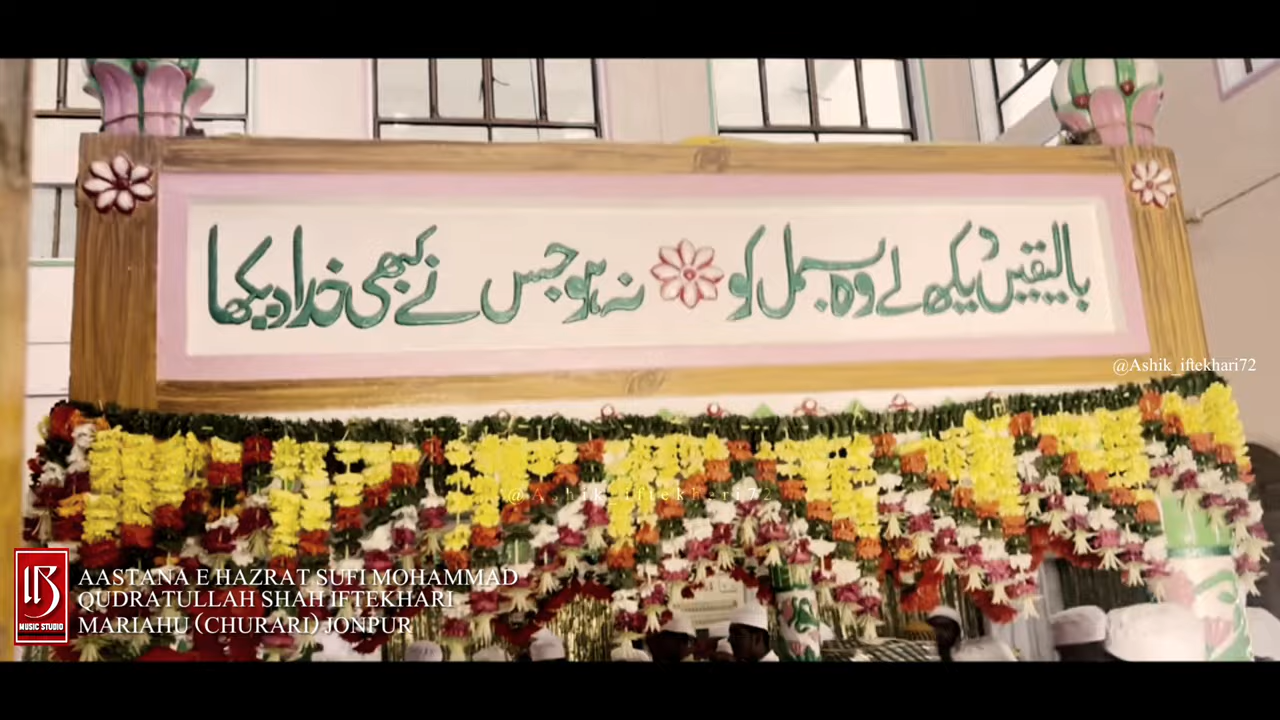 بالیقیں دیکھ لے وہ بسمل کو نہ ہو جس نے کبھی خدا دیکھا
@Ashik_iftekhari72
@Ashik_iftekhari72
B
MUSIC STUDIO
AASTANA E HAZRAT SUFI MOHAMMAD
QUDRATULLAH SHAH IFTEKHARI
MARIAHU (CHURARI) JONPUR